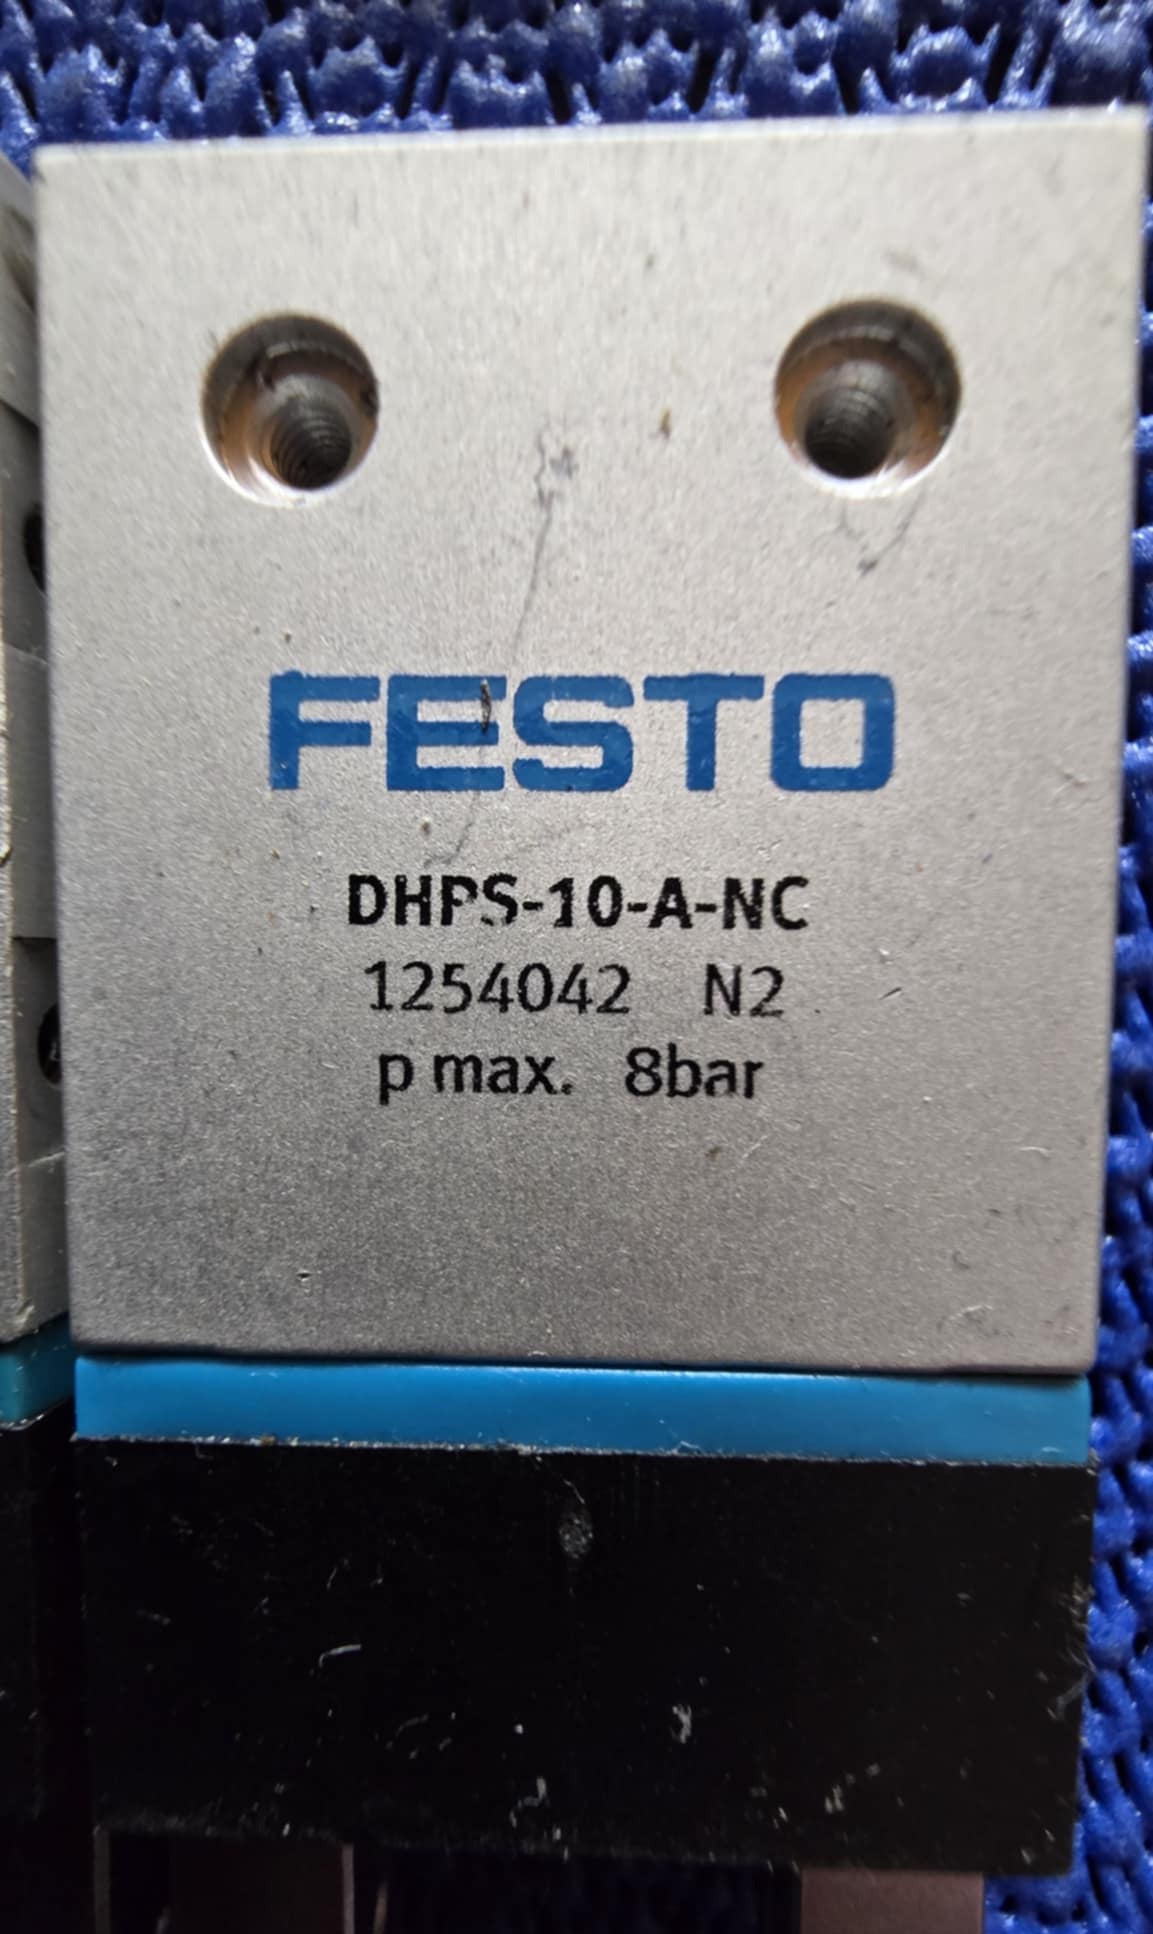 FESTO
DHPS-10-A-NC
1254042 N2
p max. 8bar